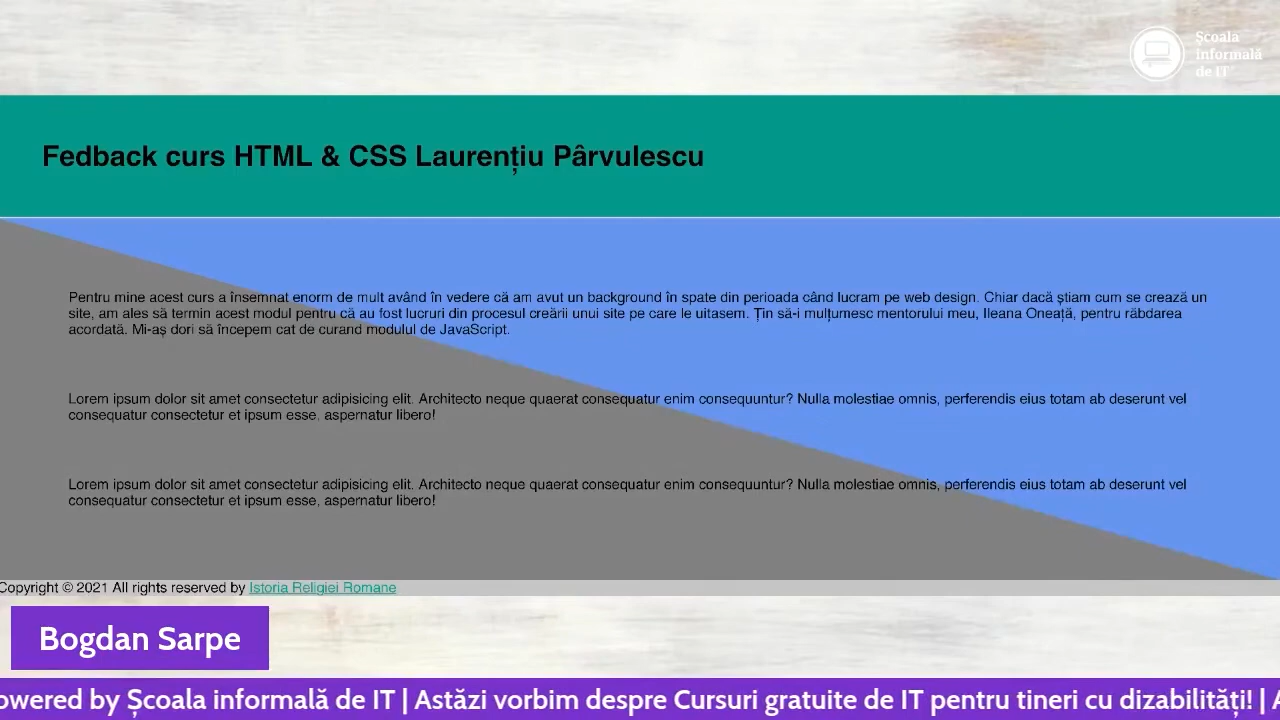 Școala
informală
de IT
Fedback curs HTML & CSS Laurențiu Pârvulescu
Pentru mine acest curs a însemnat enorm de mult având în vedere că am avut un background în spate din perioada când lucram pe web design. Chiar dacă știam cum se crează un
site, am ales să termin acest modul pentru că au fost lucruri din procesul creării unui site pe care le uitasem. Țin să-i mulțumesc mentorului meu, Ileana Oneață, pentru răbdarea
acordată. Mi-aș dori să începem cat de curand modulul de JavaScript.
Lorem ipsum dolor sit amet consectetur adipisicing elit. Architecto neque quaerat consequatur enim consequuntur? Nulla molestiae omnis, perferendis eius totam ab deserunt vel
consequatur consectetur et ipsum esse, aspernatur libero!
Lorem ipsum dolor sit amet consectetur adipisicing elit. Architecto neque quaerat consequatur enim consequuntur? Nulla molestiae omnis, perferendis eius totam ab deserunt vel
consequatur consectetur et ipsum esse, aspernatur libero!
Copyright © 2021 All rights reserved by Istoria Religiei Romane
Bogdan Sarpe
owered by Școala informală de IT | Astăzi vorbim despre Cursuri gratuite de IT pentru tineri cu dizabilități! | A